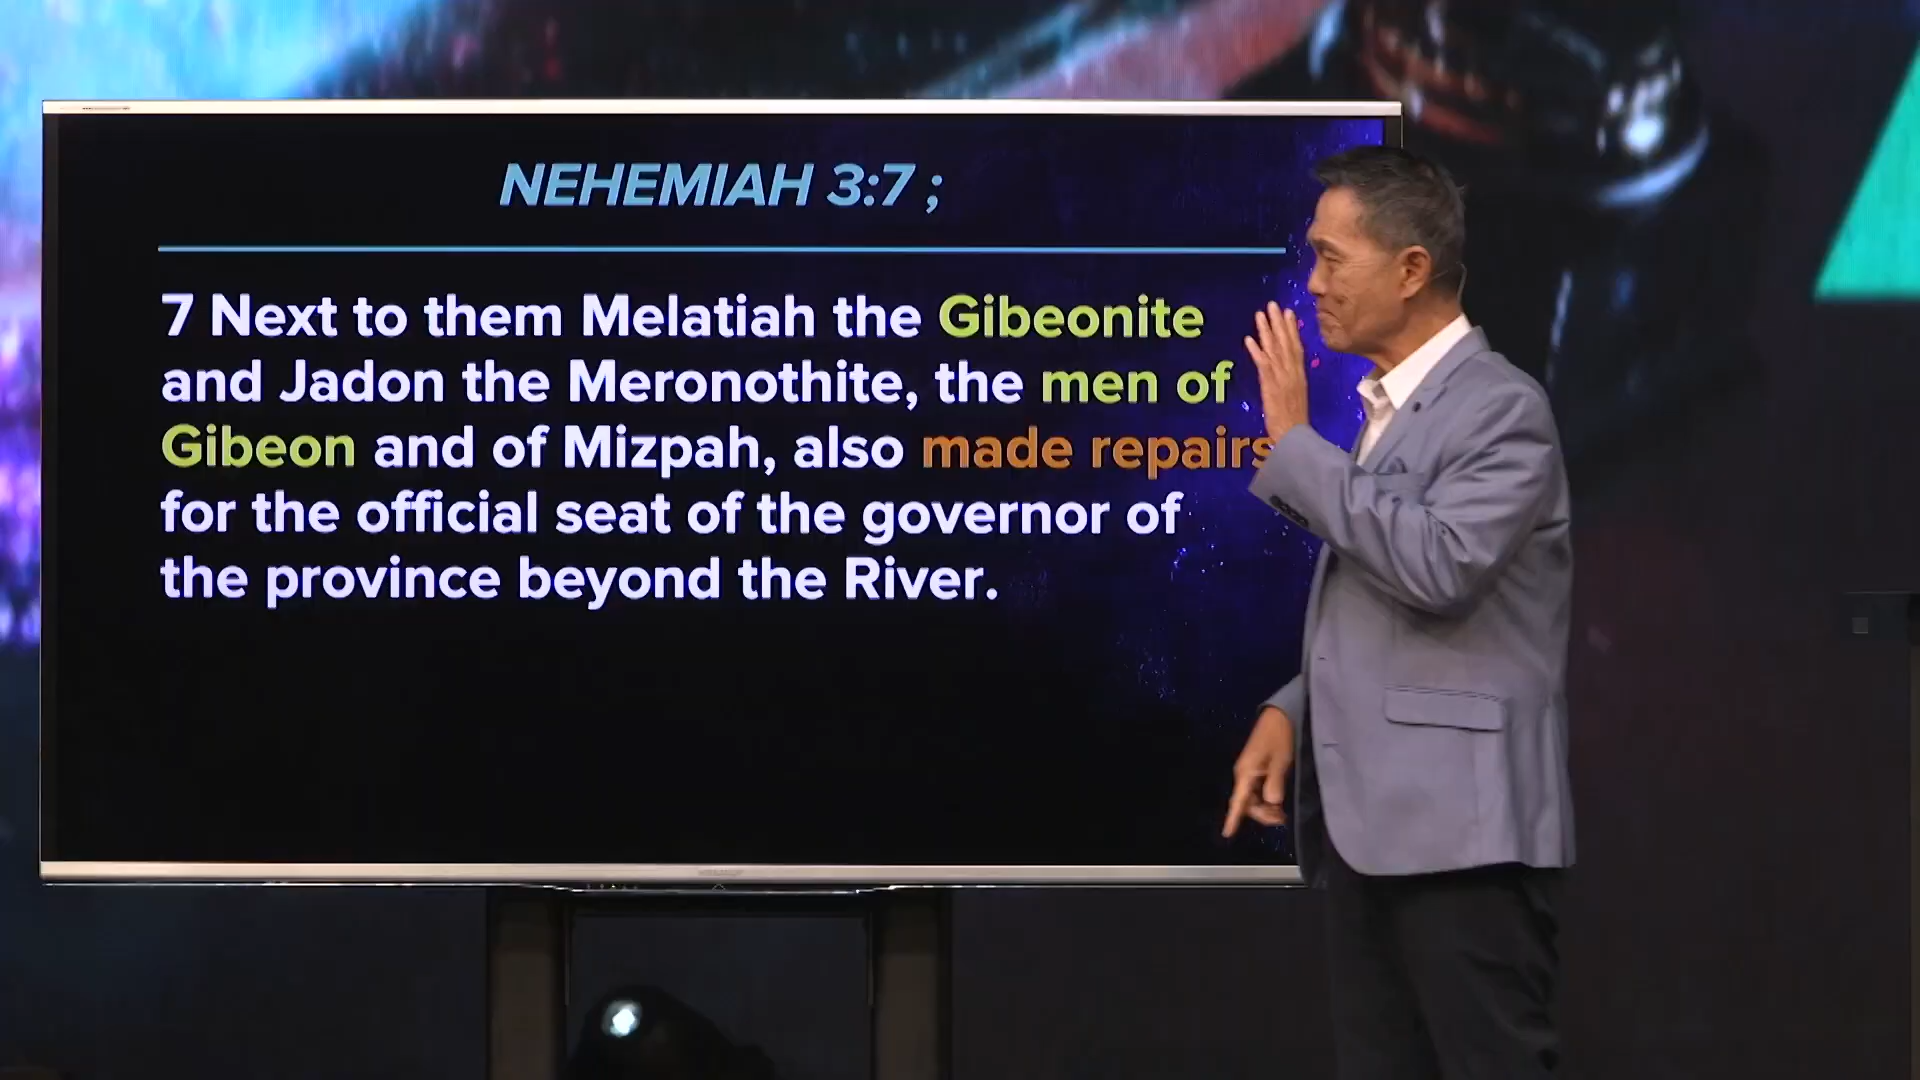 NEHEMIAH 3:7 ;
7 Next to them Melatiah the Gibeonite
and Jadon the Meronothite, the men of
Gibeon and of Mizpah, also made repairs
for the official seat of the governor of
the province beyond the River.